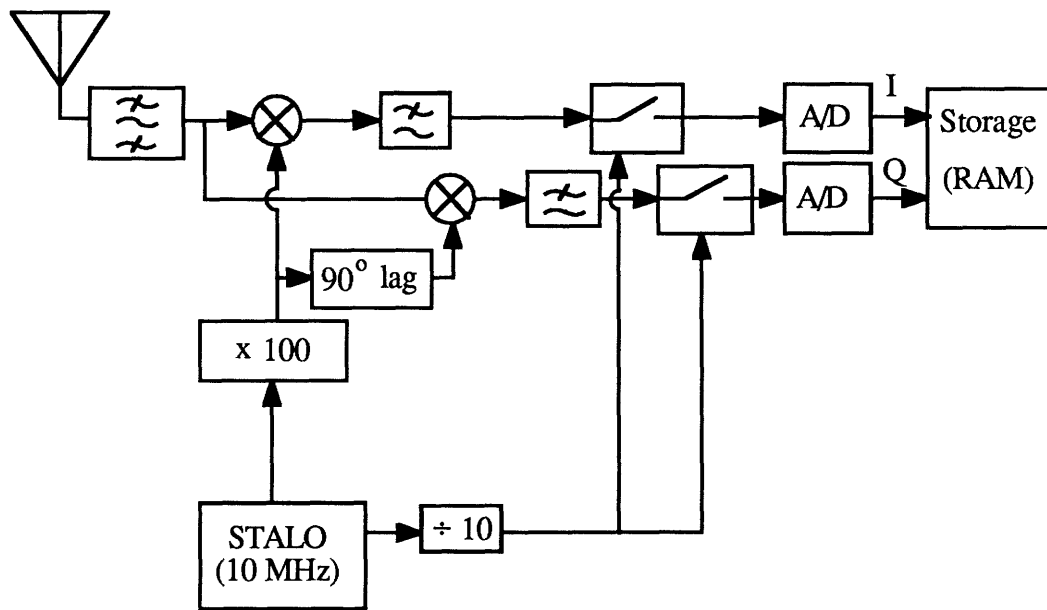 I
A/D
Storage
(RAM)
Q
A/D
90° lag
x 100
STALO
(10 MHz)
÷ 10